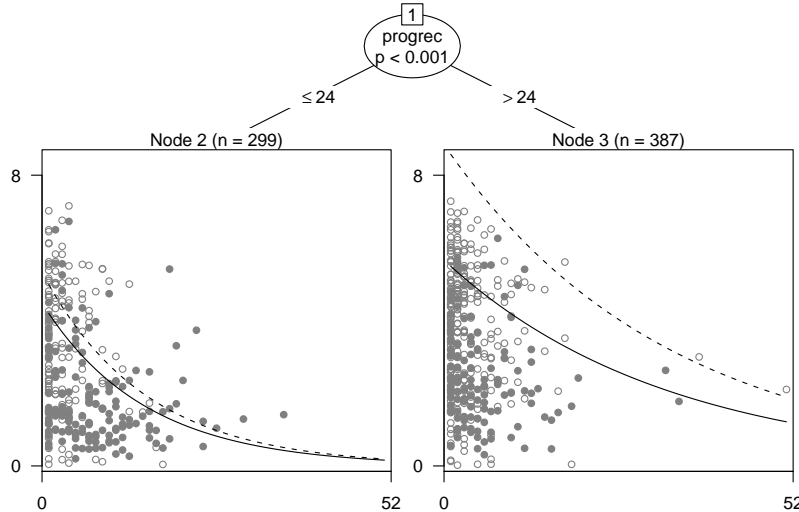 1
progrec
p < 0.001
≤ 24
> 24
Node 2 (n = 299)
Node 3 (n = 387)
8
0
0
52
8
0
0
52